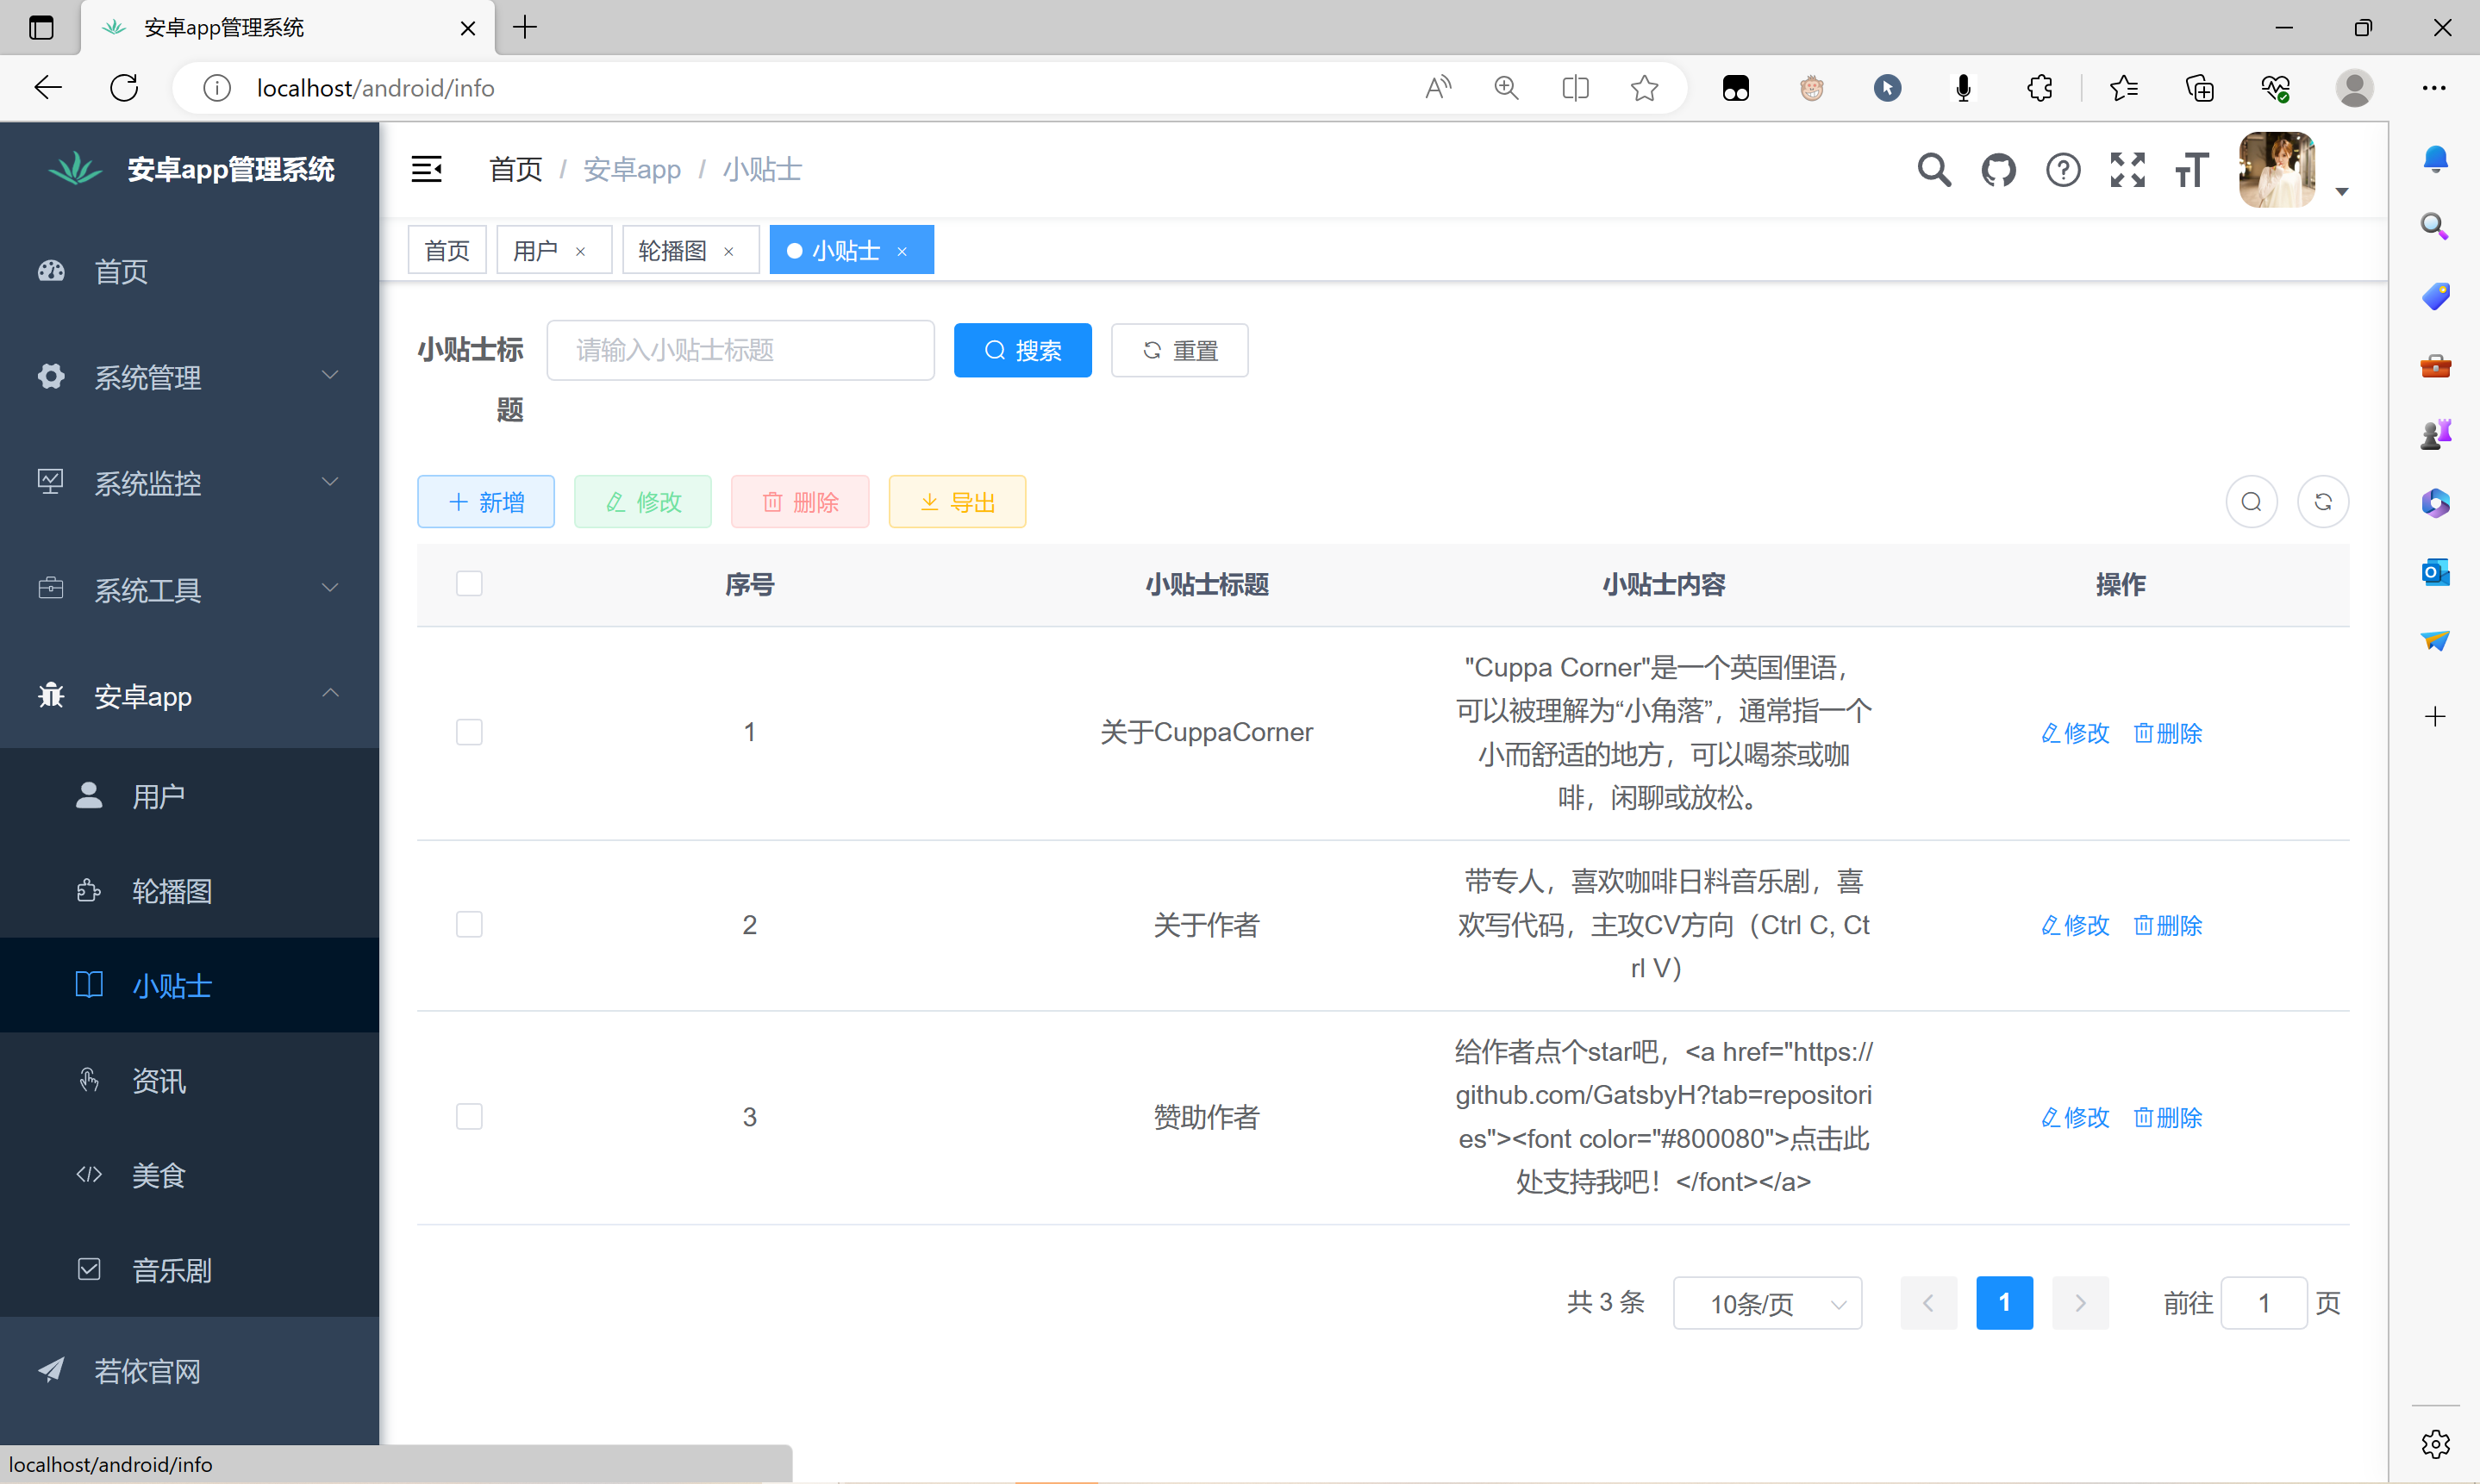 安卓app管理系统
localhost/android/info
安卓app管理系统
首页 / 安卓app / 小贴士
首页
用户 ×
轮播图 ×
小贴士 ×
首页
系统管理
系统监控
系统工具
安卓app
用户
轮播图
小贴士
资讯
美食
音乐剧
若依官网
小贴士标
题
请输入小贴士标题
搜索
重置
新增
修改
删除
导出
序号 小贴士标题 小贴士内容 操作
1
关于CuppaCorner
"Cuppa Corner"是一个英国俚语，
可以被理解为“小角落”，通常指一个
小而舒适的地方，可以喝茶或咖
啡，闲聊或放松。
修改 删除
2
关于作者
带专人，喜欢咖啡日料音乐剧，喜
欢写代码，主攻CV方向（Ctrl C, Ct
rl V）
修改 删除
3
赞助作者
给作者点个star吧，<a href="https://
github.com/GatsbyH?tab=repositori
es"><font color="#800080">点击此
处支持我吧！</font></a>
修改 删除
共 3 条
10条/页
1
前往 1 页
localhost/android/info